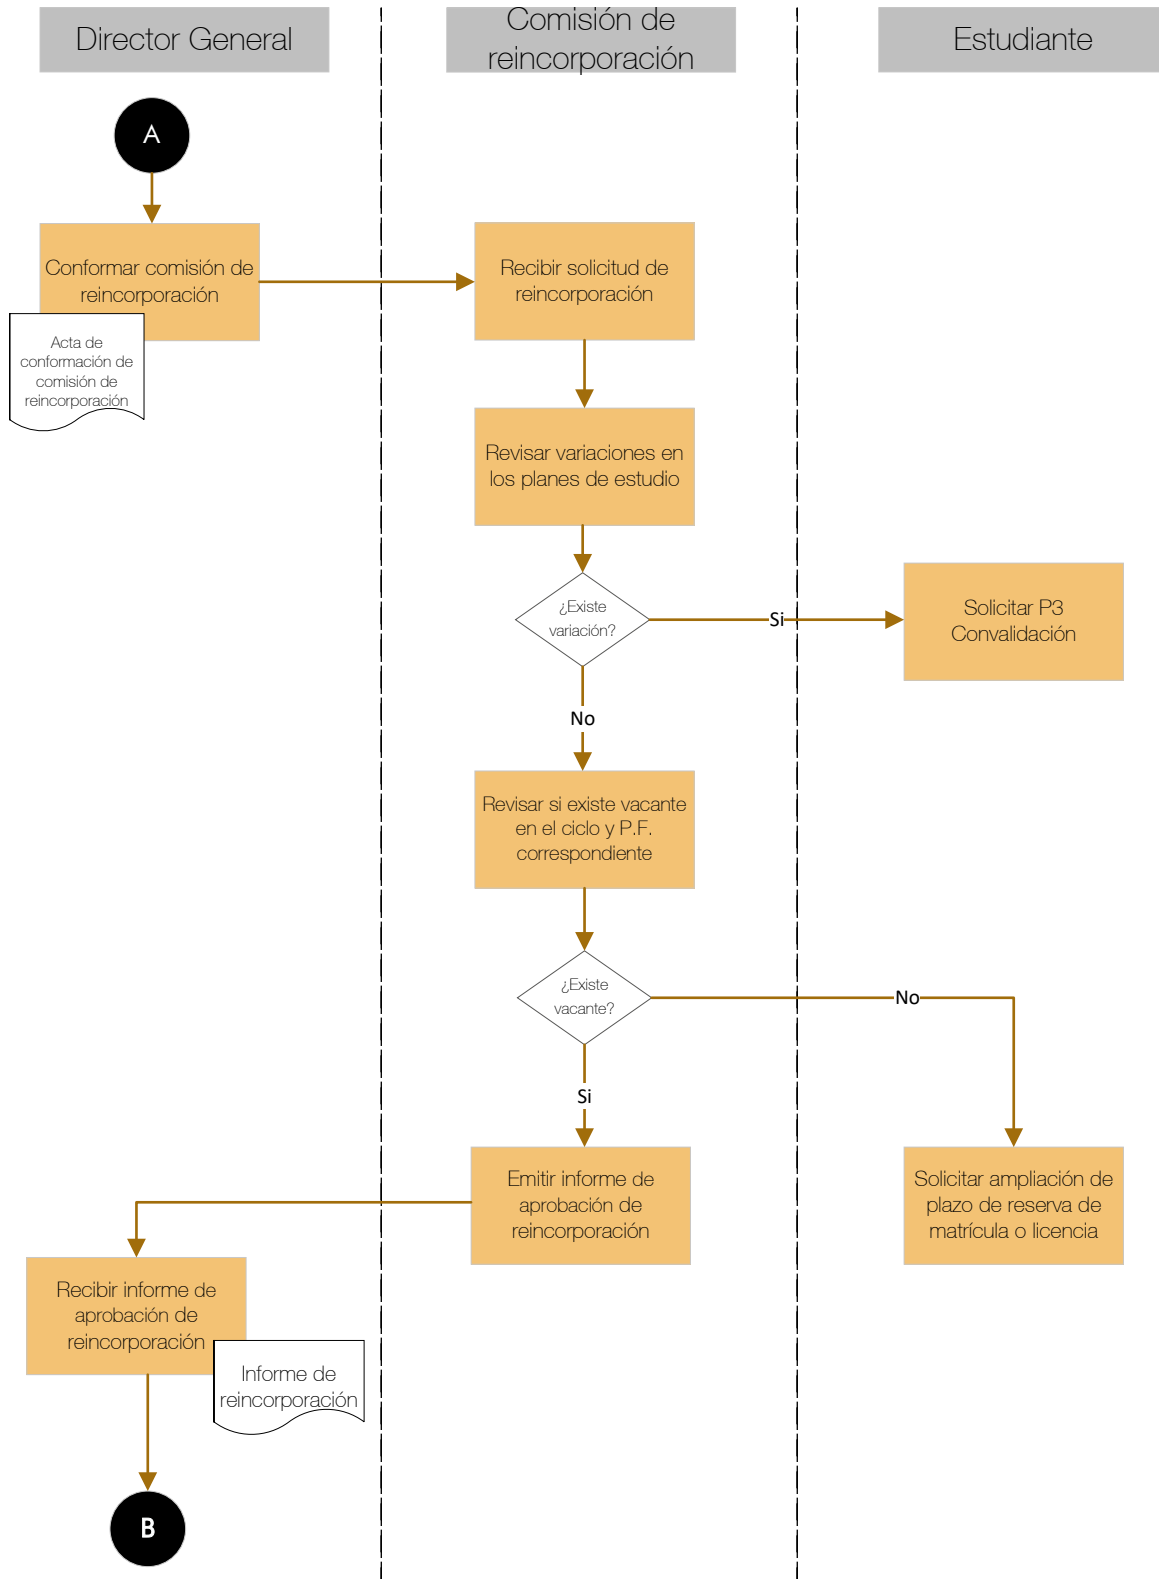 Director General
Comisión de
reincorporación
Estudiante
A
Conformar comisión de
reincorporación
Acta de
conformación de
comisión de
reincorporación
Recibir solicitud de
reincorporación
Revisar variaciones en
los planes de estudio
¿Existe
variación?
Si
Solicitar P3
Convalidación
No
Revisar si existe vacante
en el ciclo y P.F.
correspondiente
¿Existe
vacante?
No
Si
Emitir informe de
aprobación de
reincorporación
Solicitar ampliación de
plazo de reserva de
matrícula o licencia
Recibir informe de
aprobación de
reincorporación
Informe de
reincorporación
B